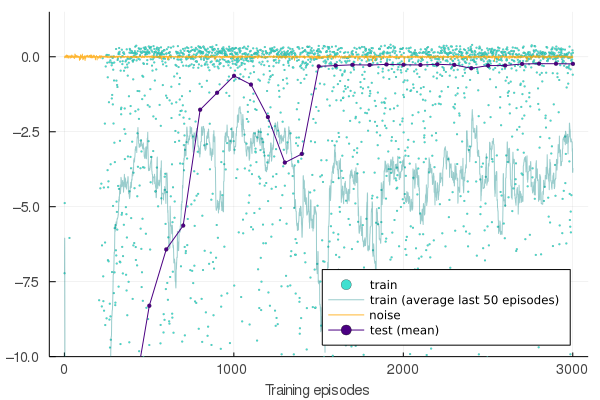 0.0
−2.5
−5.0
−7.5
−10.0
0 1000 2000 3000
Training episodes
train
train (average last 50 episodes)
noise
test (mean)